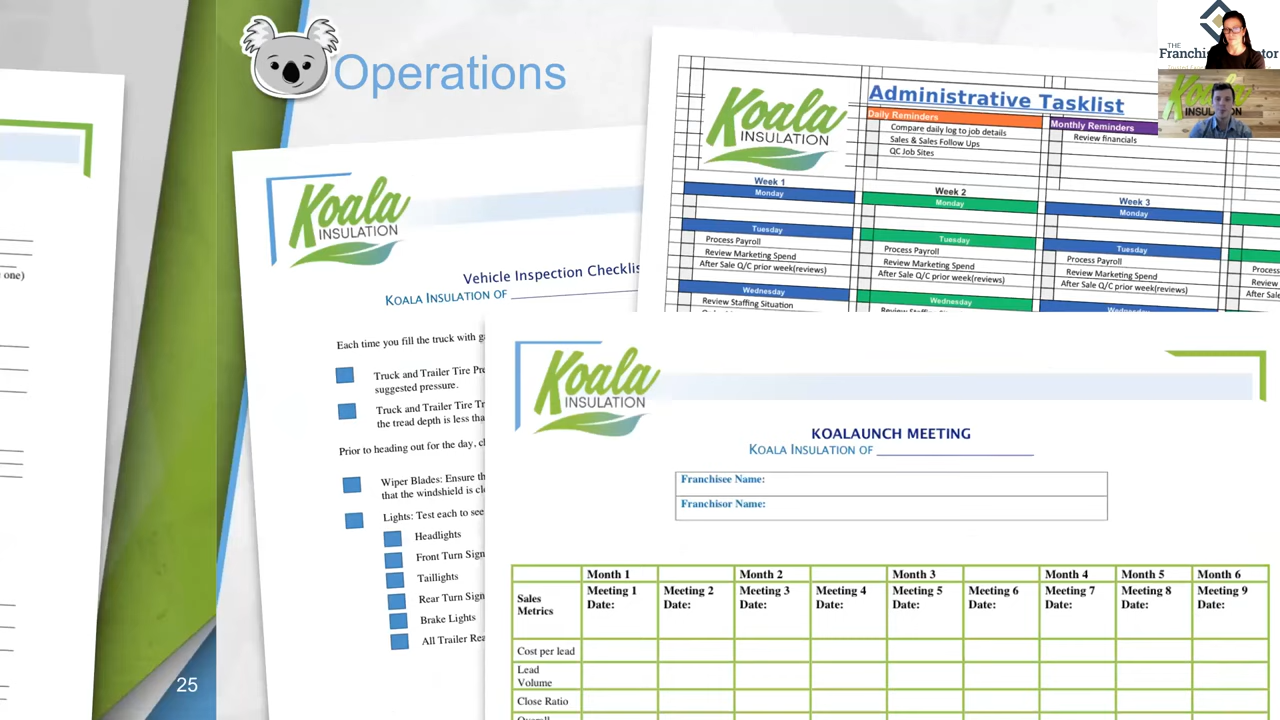 Operations
THE
Koala
INSULATION
Administrative Tasklist
Daily Reminders
Compare daily log to job details
Sales & Sales Follow Ups
QC Job Sites
Monthly Reminders
Review financials
Week 1
Monday
Tuesday
Process Payroll
Review Marketing Spend
After Sale Q/C prior week(reviews)
Wednesday
Review Staffing Situation
Week 2
Monday
Tuesday
Process Payroll
Review Marketing Spend
After Sale Q/C prior week(reviews)
Wednesday
Week 3
Monday
Tuesday
Process Payroll
Review Marketing Spend
After Sale Q/C prior week(reviews)
Process
Review
After Sale
one)
Koala
INSULATION
Vehicle Inspection
KOALA INSULATION OF
Each time you fill the truck with
Truck and Trailer Tire
suggested pressure.
Truck and Trailer Tire
the tread depth is less
Prior to heading out for the day,
Wiper Blades: Ensure
that the windshield is
Lights: Test each to see
Headlights
Front Turn
Taillights
Rear Turn
Brake Lights
All Trailer
Koala
INSULATION
KOALAUNCH MEETING
KOALA INSULATION OF
Franchisee Name:
Franchisor Name:
Month 1 Month 2 Month 3 Month 4 Month 5 Month 6
Sales Metrics
Meeting 1 Date:
Meeting 2 Date:
Meeting 3 Date:
Meeting 4 Date:
Meeting 5 Date:
Meeting 6 Date:
Meeting 7 Date:
Meeting 8 Date:
Meeting 9 Date:
Cost per lead
Lead Volume
Close Ratio
25